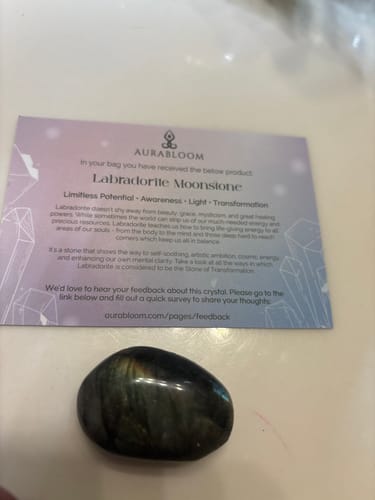 AURABLOOM
In your bag you have received the below product:
Labradorite Moonstone
Limitless Potential • Awareness • Light • Transformation
Labradorite doesn't shy away from beauty, grace, mysticism, and great healing
powers. While sometimes the world can strip us of our much-needed energy and
precious resources, Labradorite teaches us how to bring life-giving energy to all
areas of our souls - from the body to the mind and those deep hard to reach
corners which keep us all in balance.
It's a stone that shows the way to self-soothing, artistic ambition, cosmic energy,
and enhancing our own mental clarity. Take a look at all the ways in which
Labradorite is considered to be the Stone of Transformation.
We'd love to hear your feedback about this crystal. Please go to the
link below and fill out a quick survey to share your thoughts.
aurabloom.com/pages/feedback